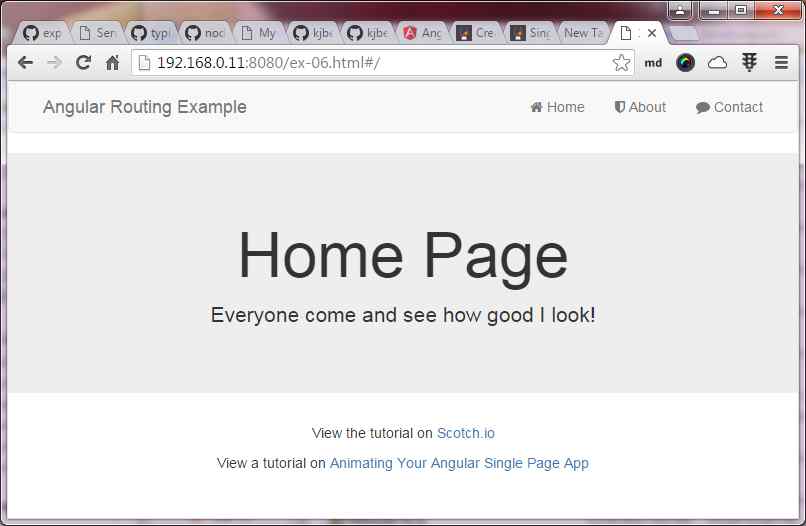 exp
Ser
typi
nod
My
kjbe
kjbe
Ang
Cre
Sing
New Ta
192.168.0.11:8080/ex-06.html#/
md
Angular Routing Example
Home
About
Contact
Home Page
Everyone come and see how good I look!
View the tutorial on Scotch.io
View a tutorial on Animating Your Angular Single Page App